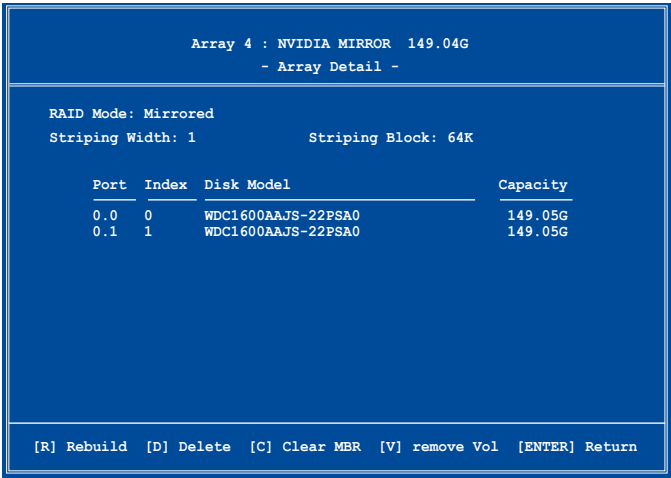 Array 4 : NVIDIA MIRROR 149.04G
- Array Detail -
RAID Mode: Mirrored
Striping Width: 1 Striping Block: 64K
Port Index Disk Model Capacity
0.0 0 WDC1600AAJS-22PSA0 149.05G
0.1 1 WDC1600AAJS-22PSA0 149.05G
[R] Rebuild [D] Delete [C] Clear MBR [V] remove Vol [ENTER] Return